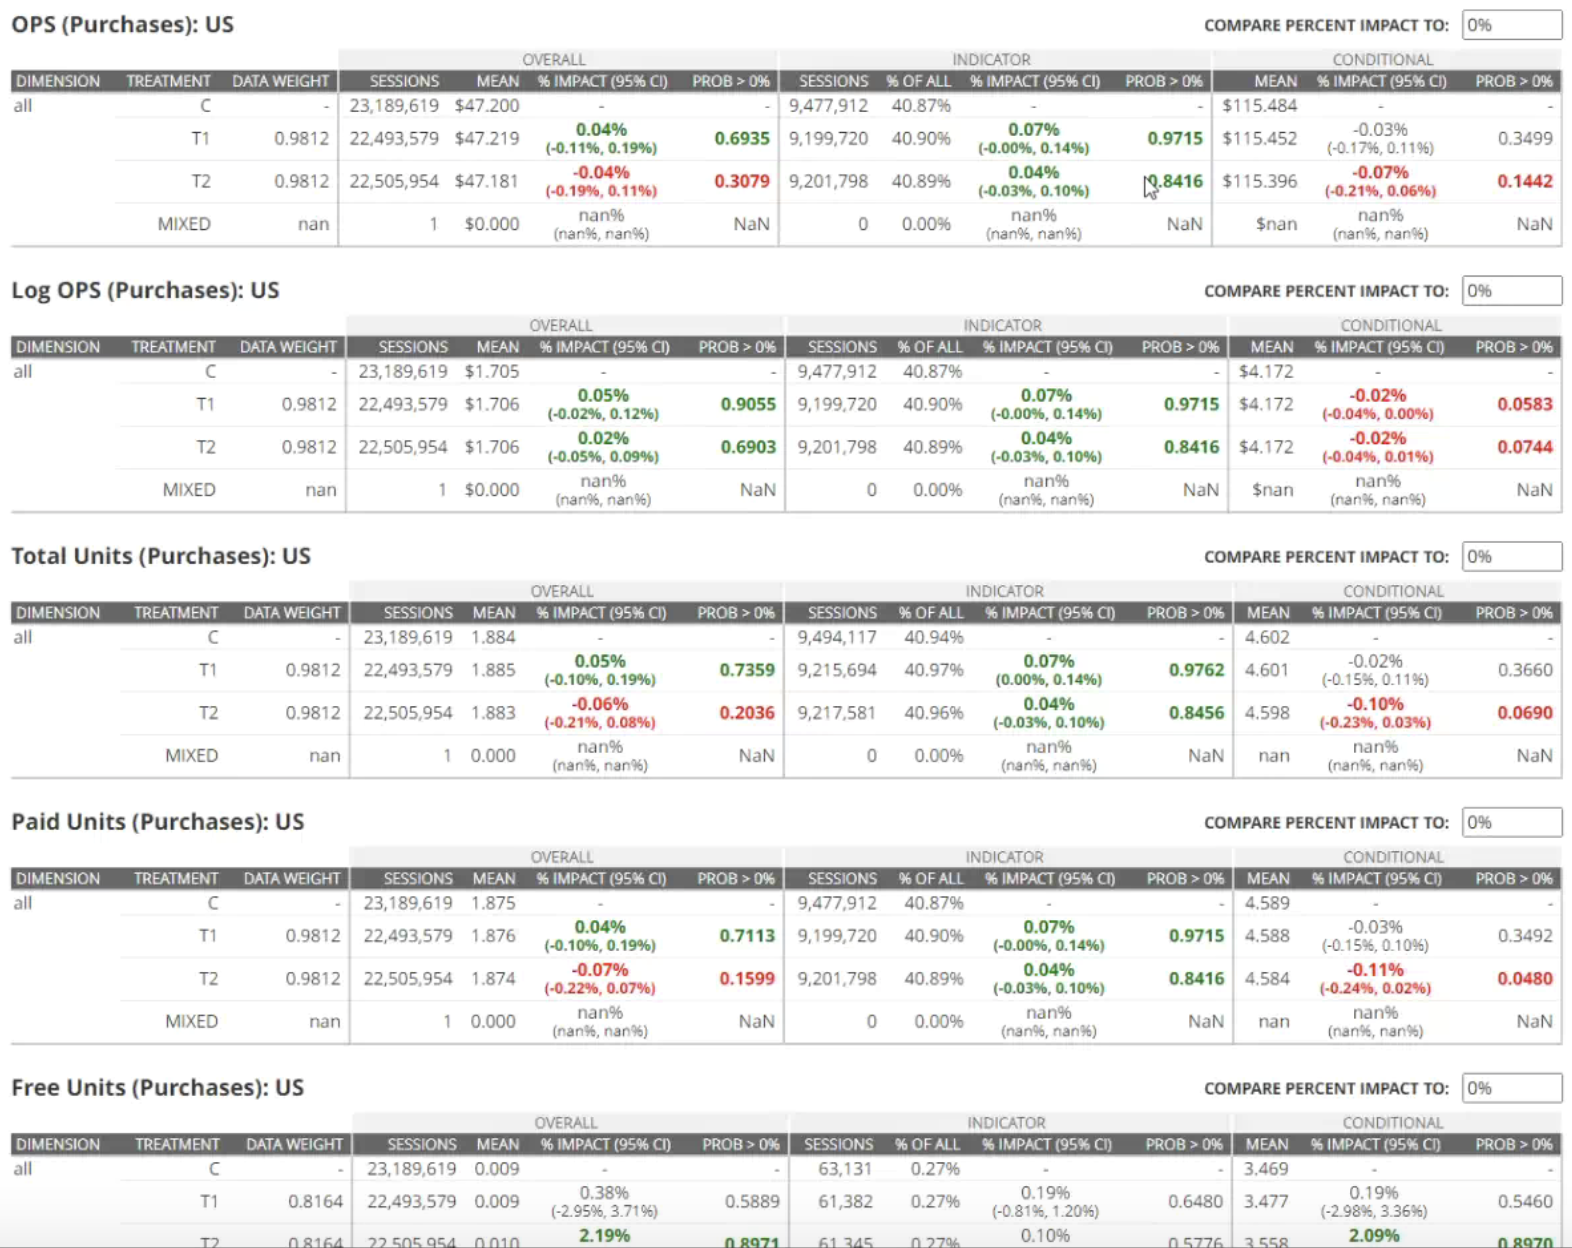 OPS (Purchases): US COMPARE PERCENT IMPACT TO: 0%
OVERALL INDICATOR CONDITIONAL
DIMENSION TREATMENT DATA WEIGHT SESSIONS MEAN % IMPACT (95% CI) PROB > 0% SESSIONS % OF ALL % IMPACT (95% CI) PROB > 0% MEAN % IMPACT (95% CI) PROB > 0%
all C - 23,189,619 $47.200 - - 9,477,912 40.87% - - $115.484 - -
T1 0.9812 22,493,579 $47.219 0.04% (-0.11%, 0.19%) 0.6935 9,199,720 40.90% 0.07% (-0.00%, 0.14%) 0.9715 $115.452 -0.03% (-0.17%, 0.11%) 0.3499
T2 0.9812 22,505,954 $47.181 -0.04% (-0.19%, 0.11%) 0.3079 9,201,798 40.89% 0.04% (-0.03%, 0.10%) 0.8416 $115.396 -0.07% (-0.21%, 0.06%) 0.1442
MIXED nan 1 $0.000 nan% (nan%, nan%) NaN 0 0.00% nan% (nan%, nan%) NaN $nan nan% (nan%, nan%) NaN
Log OPS (Purchases): US COMPARE PERCENT IMPACT TO: 0%
OVERALL INDICATOR CONDITIONAL
DIMENSION TREATMENT DATA WEIGHT SESSIONS MEAN % IMPACT (95% CI) PROB > 0% SESSIONS % OF ALL % IMPACT (95% CI) PROB > 0% MEAN % IMPACT (95% CI) PROB > 0%
all C - 23,189,619 $1.705 - - 9,477,912 40.87% - - $4.172 - -
T1 0.9812 22,493,579 $1.706 0.05% (-0.02%, 0.12%) 0.9055 9,199,720 40.90% 0.07% (-0.00%, 0.14%) 0.9715 $4.172 -0.02% (-0.04%, 0.00%) 0.0583
T2 0.9812 22,505,954 $1.706 0.02% (-0.05%, 0.09%) 0.6903 9,201,798 40.89% 0.04% (-0.03%, 0.10%) 0.8416 $4.172 -0.02% (-0.04%, 0.01%) 0.0744
MIXED nan 1 $0.000 nan% (nan%, nan%) NaN 0 0.00% nan% (nan%, nan%) NaN $nan nan% (nan%, nan%) NaN
Total Units (Purchases): US COMPARE PERCENT IMPACT TO: 0%
OVERALL INDICATOR CONDITIONAL
DIMENSION TREATMENT DATA WEIGHT SESSIONS MEAN % IMPACT (95% CI) PROB > 0% SESSIONS % OF ALL % IMPACT (95% CI) PROB > 0% MEAN % IMPACT (95% CI) PROB > 0%
all C - 23,189,619 1.884 - - 9,494,117 40.94% - - 4.602 - -
T1 0.9812 22,493,579 1.885 0.05% (-0.10%, 0.19%) 0.7359 9,215,694 40.97% 0.07% (0.00%, 0.14%) 0.9762 4.601 -0.02% (-0.15%, 0.11%) 0.3660
T2 0.9812 22,505,954 1.883 -0.06% (-0.21%, 0.08%) 0.2036 9,217,581 40.96% 0.04% (-0.03%, 0.10%) 0.8456 4.598 -0.10% (-0.23%, 0.03%) 0.0690
MIXED nan 1 0.000 nan% (nan%, nan%) NaN 0 0.00% nan% (nan%, nan%) NaN nan nan% (nan%, nan%) NaN
Paid Units (Purchases): US COMPARE PERCENT IMPACT TO: 0%
OVERALL INDICATOR CONDITIONAL
DIMENSION TREATMENT DATA WEIGHT SESSIONS MEAN % IMPACT (95% CI) PROB > 0% SESSIONS % OF ALL % IMPACT (95% CI) PROB > 0% MEAN % IMPACT (95% CI) PROB > 0%
all C - 23,189,619 1.875 - - 9,477,912 40.87% - - 4.589 - -
T1 0.9812 22,493,579 1.876 0.04% (-0.10%, 0.19%) 0.7113 9,199,720 40.90% 0.07% (-0.00%, 0.14%) 0.9715 4.588 -0.03% (-0.15%, 0.10%) 0.3492
T2 0.9812 22,505,954 1.874 -0.07% (-0.22%, 0.07%) 0.1599 9,201,798 40.89% 0.04% (-0.03%, 0.10%) 0.8416 4.584 -0.11% (-0.24%, 0.02%) 0.0480
MIXED nan 1 0.000 nan% (nan%, nan%) NaN 0 0.00% nan% (nan%, nan%) NaN nan nan% (nan%, nan%) NaN
Free Units (Purchases): US COMPARE PERCENT IMPACT TO: 0%
OVERALL INDICATOR CONDITIONAL
DIMENSION TREATMENT DATA WEIGHT SESSIONS MEAN % IMPACT (95% CI) PROB > 0% SESSIONS % OF ALL % IMPACT (95% CI) PROB > 0% MEAN % IMPACT (95% CI) PROB > 0%
all C - 23,189,619 0.009 - - 63,131 0.27% - - 3.469 - -
T1 0.8164 22,493,579 0.009 0.38% (-2.95%, 3.71%) 0.5889 61,382 0.27% 0.19% (-0.81%, 1.20%) 0.6480 3.477 0.19% (-2.98%, 3.36%) 0.5460
T2 0.8164 22,505,954 0.010 2.19% 0.8971 61,345 0.27% 0.10% 0.5776 3.558 2.09% 0.8970